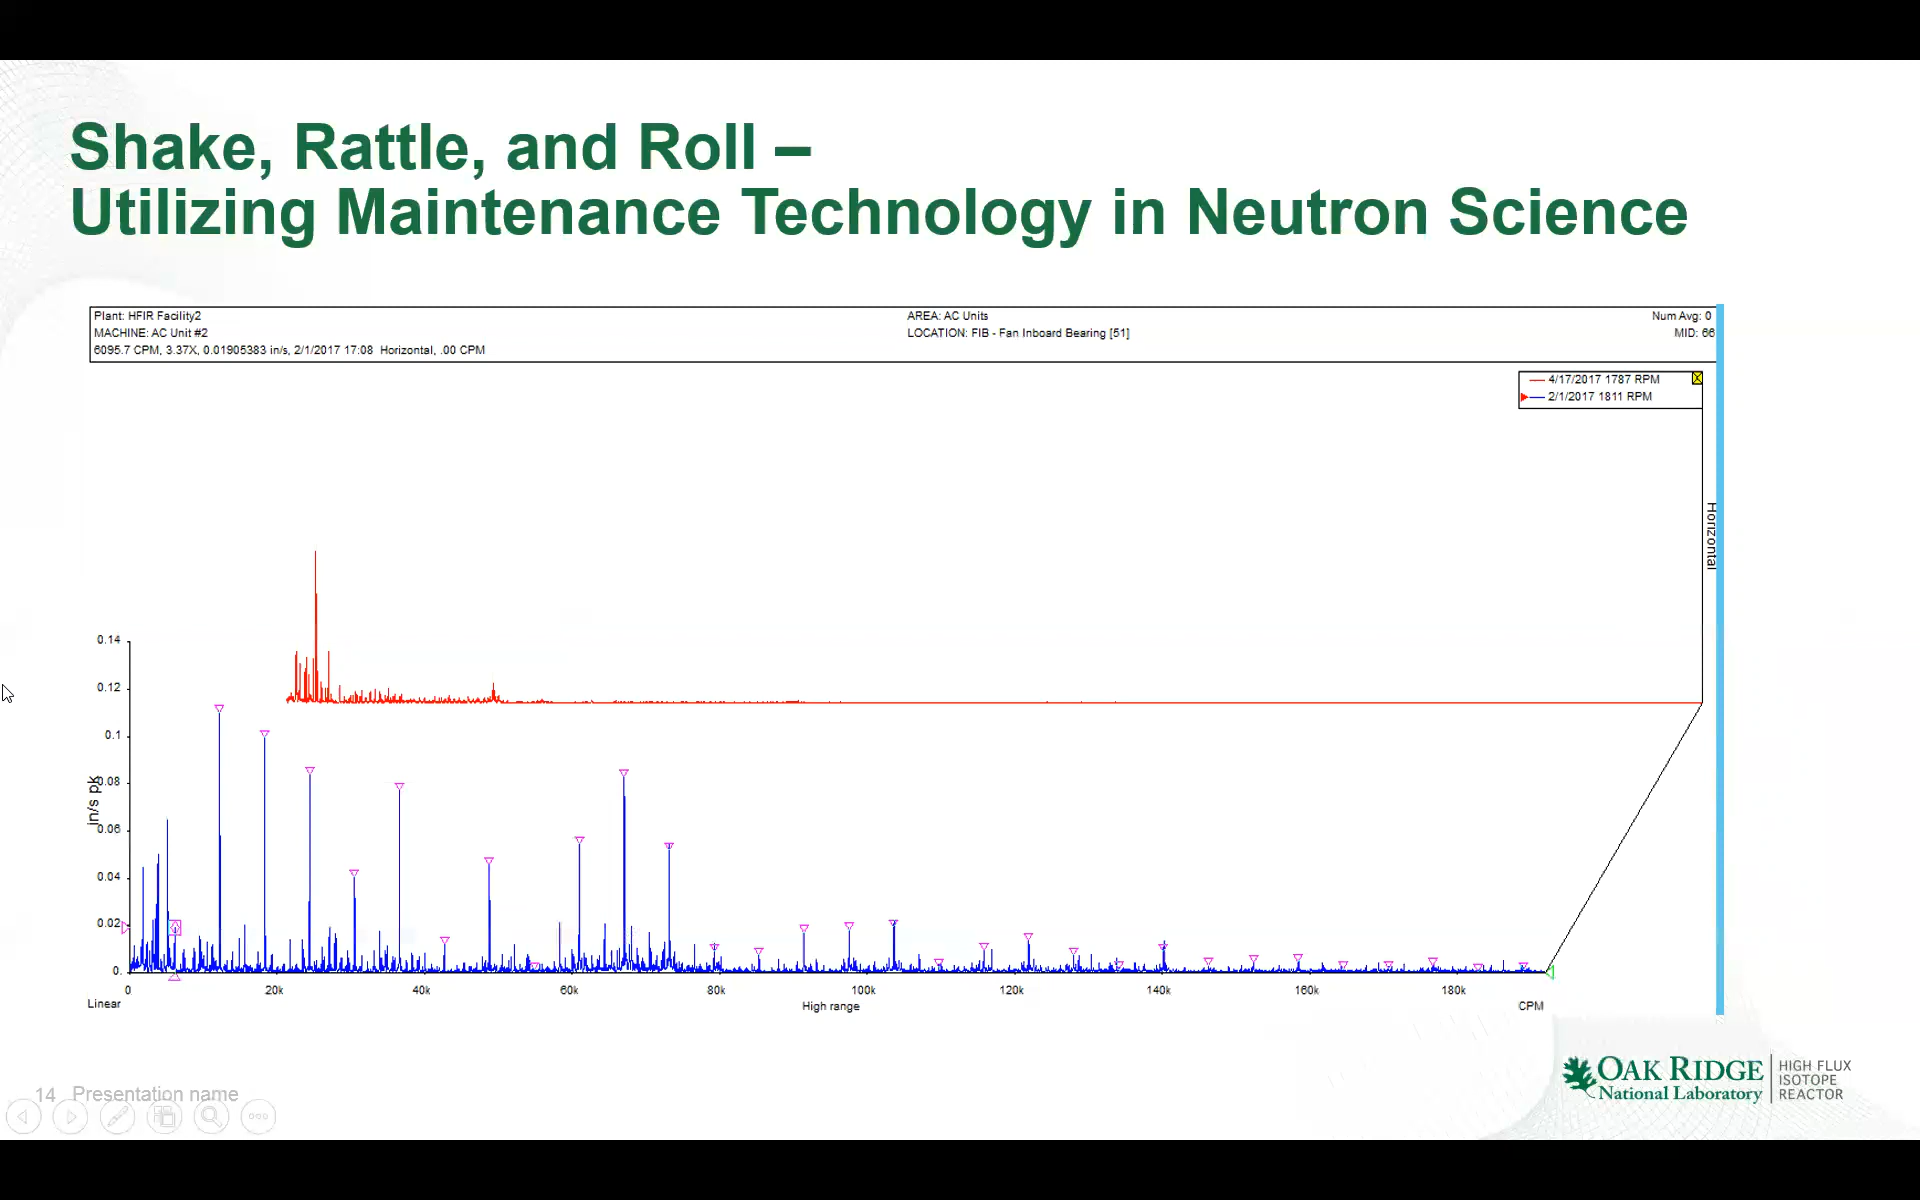 Shake, Rattle, and Roll –
Utilizing Maintenance Technology in Neutron Science
Plant: HFIR Facility2
AREA: AC Units
Num Avg: 0
MACHINE: AC Unit #2
LOCATION: FIB - Fan Inboard Bearing [51]
MID: 66
6095.7 CPM, 3.37X, 0.01905383 in/s, 2/1/2017 17:08 Horizontal, .00 CPM
4/17/2017 1787 RPM
2/1/2017 1811 RPM
Horizontal
0.14
0.12
0.1
0.08
in/s pk
0.06
0.04
0.02
0.
0. 20k 40k 60k 80k 100k 120k 140k 160k 180k
Linear
High range
CPM
OAK RIDGE
National Laboratory
HIGH FLUX
ISOTOPE
REACTOR
14 Presentation name